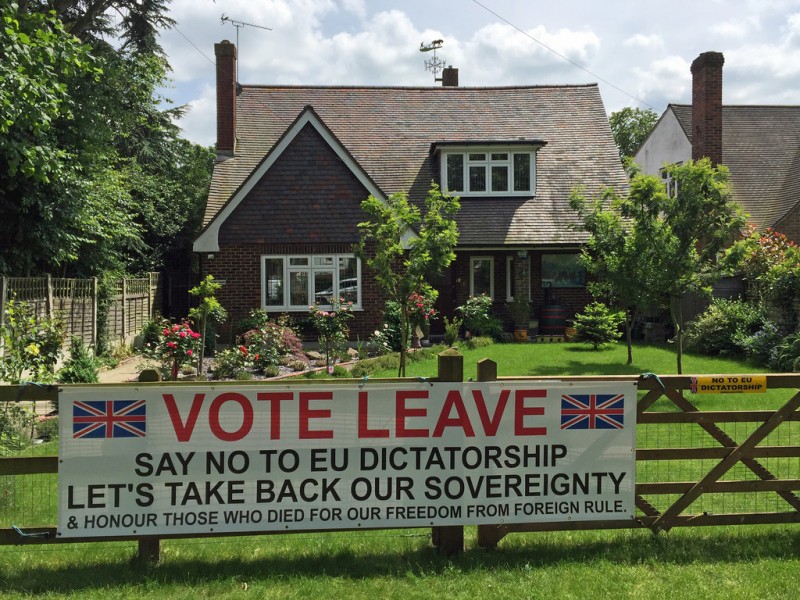 VOTE LEAVE
SAY NO TO EU DICTATORSHIP
LET'S TAKE BACK OUR SOVEREIGNTY
& HONOUR THOSE WHO DIED FOR OUR FREEDOM FROM FOREIGN RULE.
NO TO EU
DICTATORSHIP